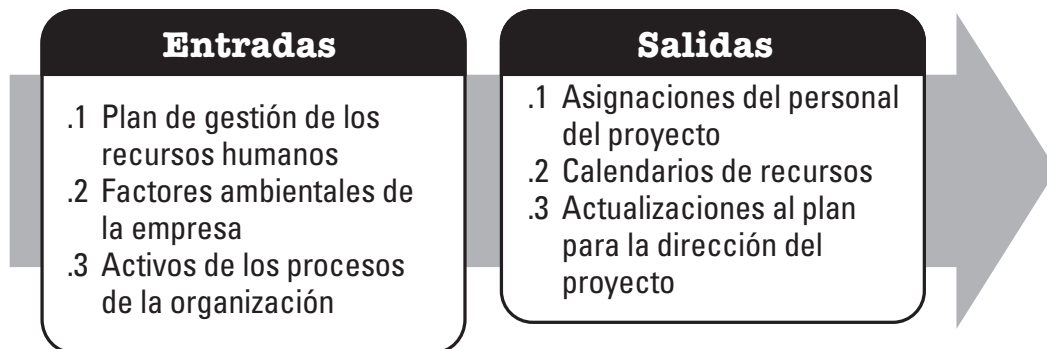 Entradas
.1 Plan de gestión de los
recursos humanos
.2 Factores ambientales de
la empresa
.3 Activos de los procesos
de la organización
Salidas
.1 Asignaciones del personal
del proyecto
.2 Calendarios de recursos
.3 Actualizaciones al plan
para la dirección del
proyecto